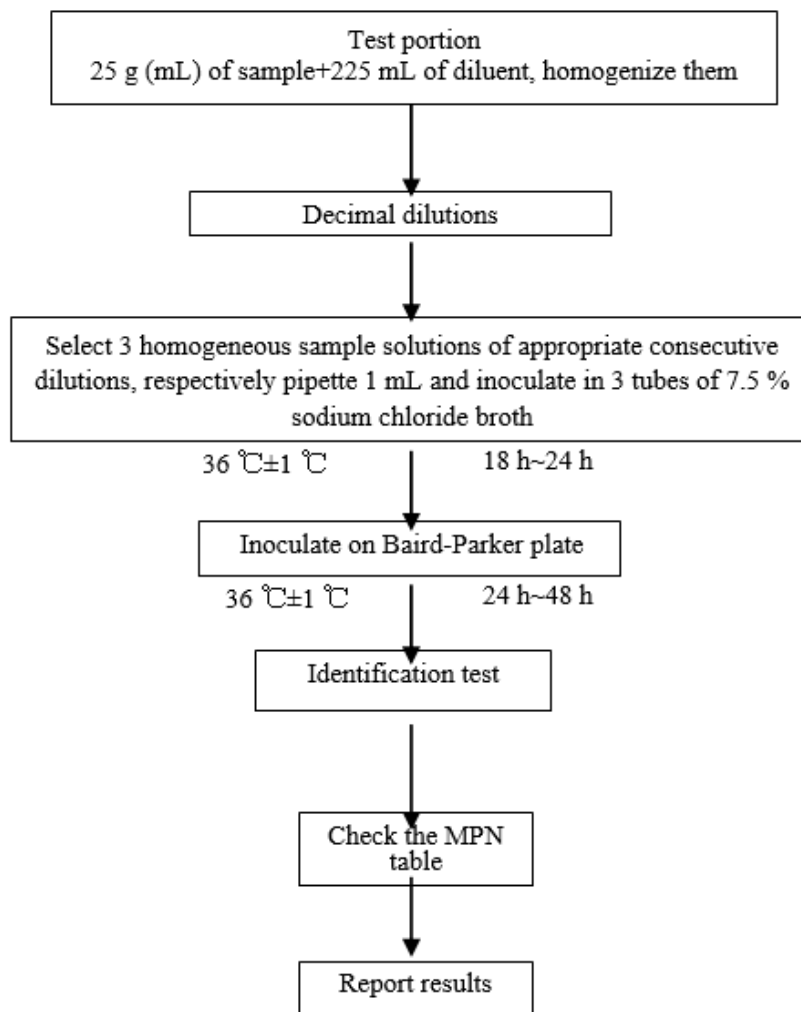 Test portion
25 g (mL) of sample+225 mL of diluent, homogenize them
Decimal dilutions
Select 3 homogeneous sample solutions of appropriate consecutive
dilutions, respectively pipette 1 mL and inoculate in 3 tubes of 7.5 %
sodium chloride broth
36 ℃±1 ℃ 18 h~24 h
Inoculate on Baird-Parker plate
36 ℃±1 ℃ 24 h~48 h
Identification test
Check the MPN
table
Report results